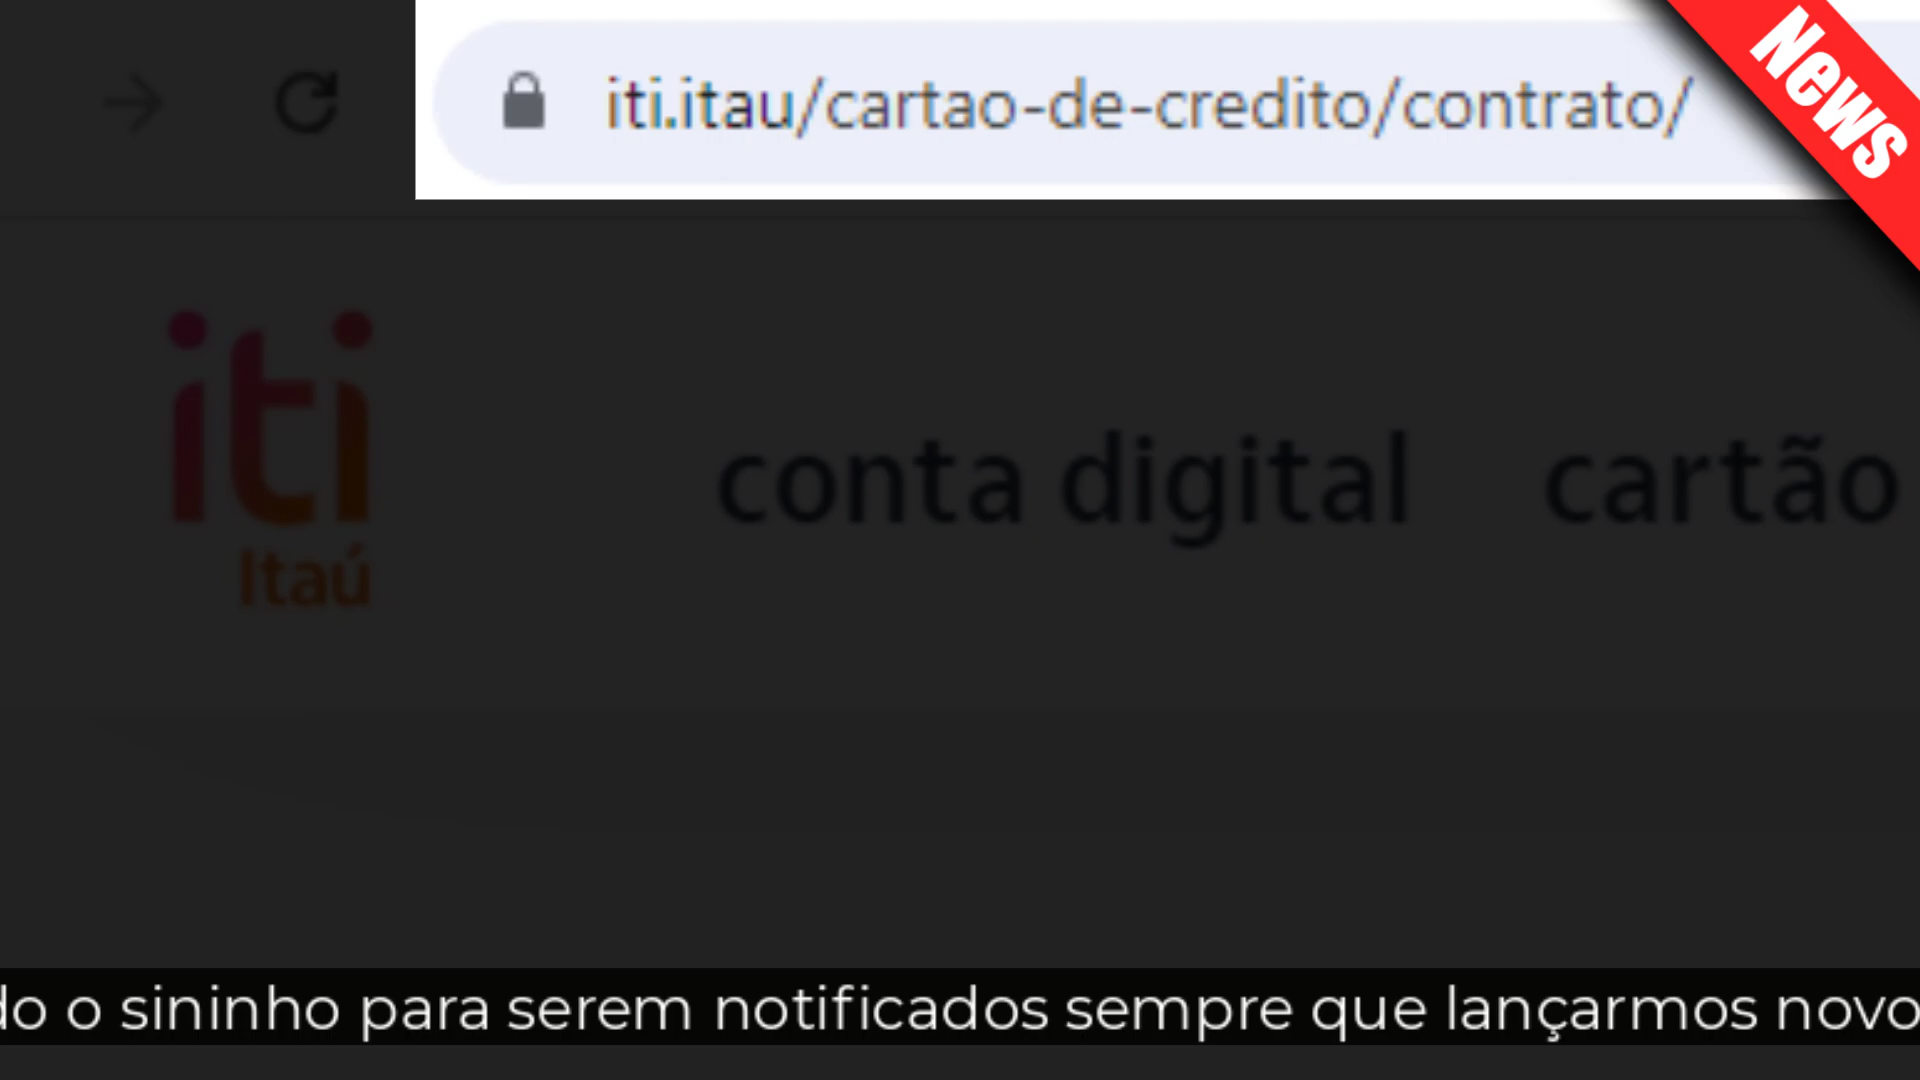 iti.itau/cartao-de-credito/contrato/
News
iti
Itaú
conta digital cartão
do o sininho para serem notificados sempre que lançarmos novo